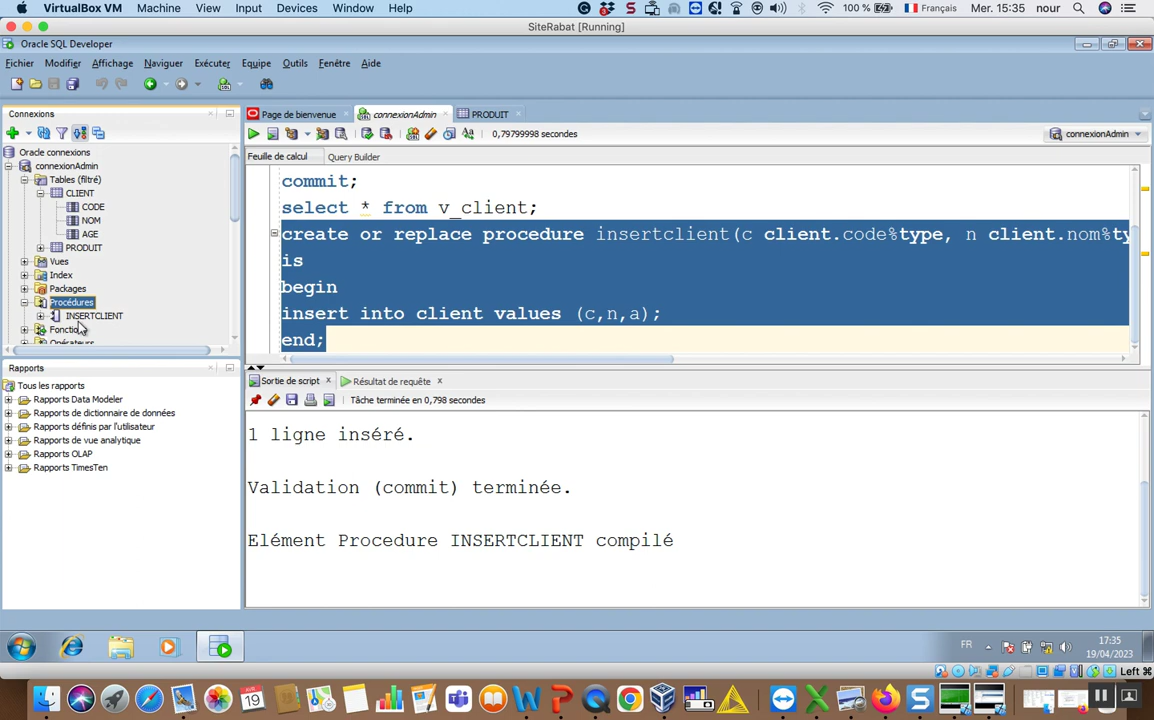 VirtualBox VM Machine View Input Devices Window Help 100 % Français Mer. 15:35 nour
SiteRabat [Running]
Oracle SQL Developer
Fichier Modifier Affichage Naviguer Exécuter Equipe Outils Fenêtre Aide
Connexions
Page de bienvenue connexionAdmin PRODUIT
0,79799998 secondes connexionAdmin
Feuille de calcul Query Builder
Oracle connexions
connexionAdmin
Tables (filtré)
CLIENT
CODE
NOM
AGE
PRODUIT
Vues
Index
Packages
Procédures
INSERTCLIENT
commit;
select * from v_client;
create or replace procedure insertclient(c client.code%type, n client.nom%ty
is
begin
insert into client values (c,n,a);
end;
Rapports
Tous les rapports
Rapports Data Modeler
Rapports de dictionnaire de données
Rapports définis par l'utilisateur
Rapports de vue analytique
Rapports OLAP
Rapports TimesTen
Sortie de script Résultat de requête
Tâche terminée en 0,798 secondes
1 ligne inséré.
Validation (commit) terminée.
Elément Procedure INSERTCLIENT compilé
FR 17:35
19/04/2023
Left ⌘
AVR.
19